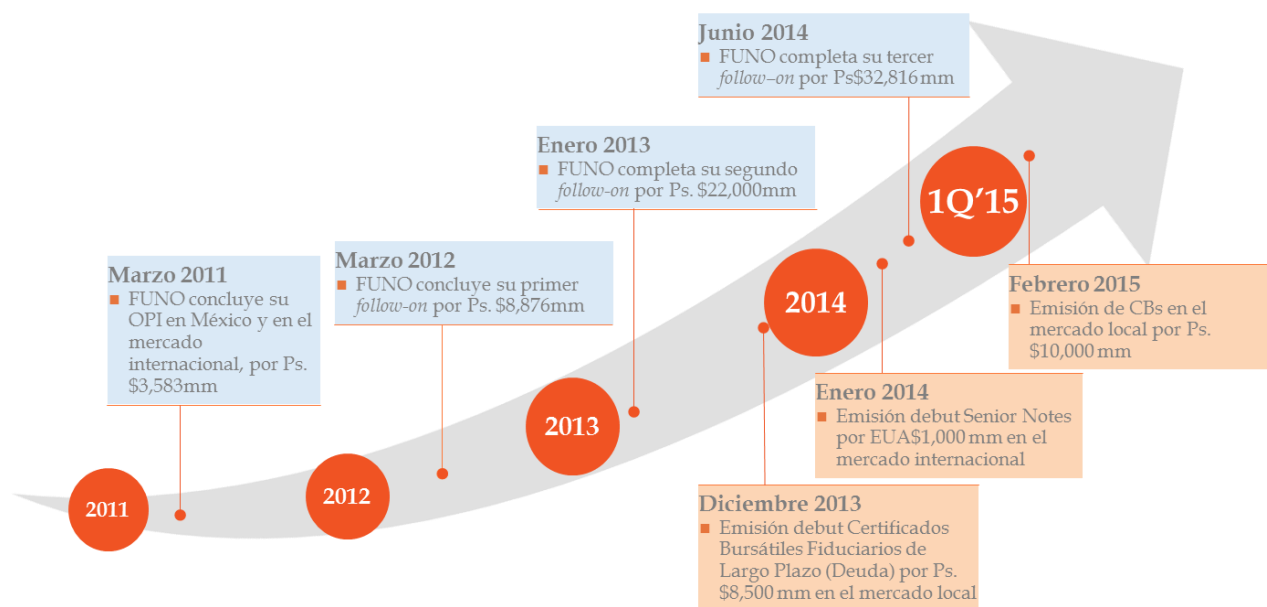 Junio 2014
FUNO completa su tercer
follow–on por Ps$32,816mm
Enero 2013
FUNO completa su segundo
follow-on por Ps. $22,000mm
Marzo 2012
FUNO concluye su primer
follow-on por Ps. $8,876mm
Marzo 2011
FUNO concluye su
OPI en México y en el
mercado
internacional, por Ps.
$3,583mm
2011
2012
2013
2014
1Q’15
Febrero 2015
Emisión de CBs en el
mercado local por Ps.
$10,000 mm
Enero 2014
Emisión debut Senior Notes
por EUA$1,000 mm en el
mercado internacional
Diciembre 2013
Emisión debut Certificados
Bursátiles Fiduciarios de
Largo Plazo (Deuda) por Ps.
$8,500 mm en el mercado local